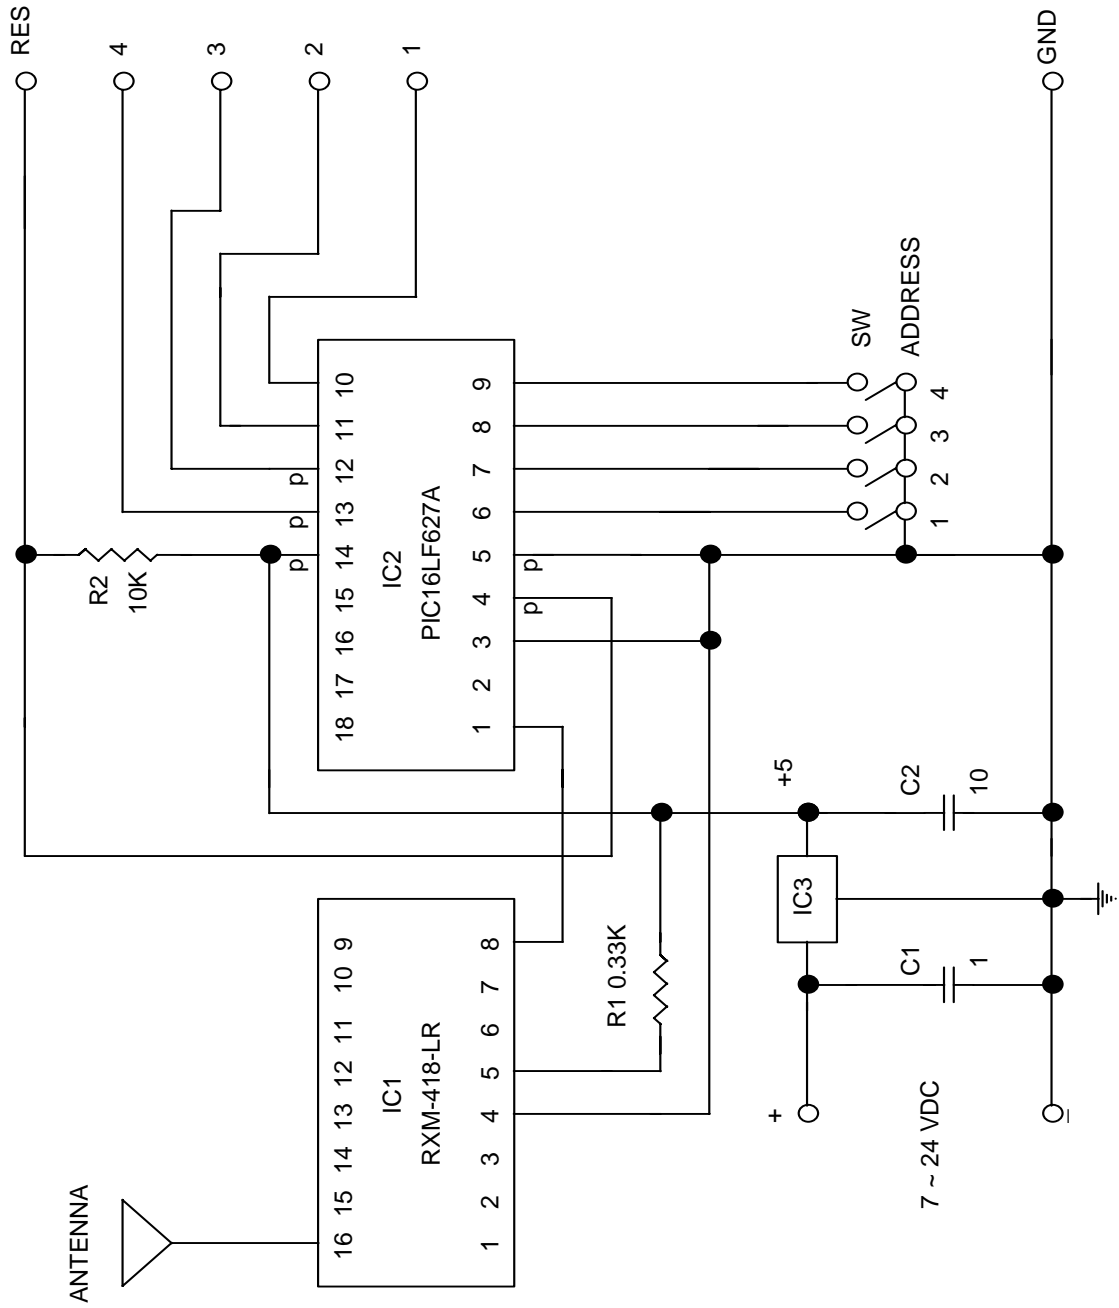 ANTENNA
16 15 14 13 12 11 10 9
IC1
RXM-418-LR
1 2 3 4 5 6 7 8
R2
10K
18 17 16 15 14 13 12 11 10
p p p
IC2
PIC16LF627A
1 2 3 4 5 6 7 8 9
p p
RES
4
3
2
1
R1 0.33K
+5
IC3
+
C1
1
C2
10
7 ~ 24 VDC
–
SW
ADDRESS
1 2 3 4
GND